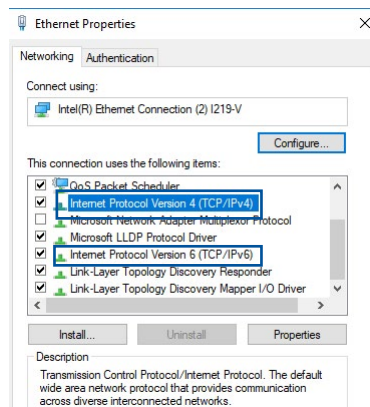 Ethernet Properties
Networking Authentication
Connect using:
Intel(R) Ethernet Connection (2) I219-V
Configure...
This connection uses the following items:
QoS Packet Scheduler
Internet Protocol Version 4 (TCP/IPv4)
Microsoft Network Adapter Multiplexor Protocol
Microsoft LLDP Protocol Driver
Internet Protocol Version 6 (TCP/IPv6)
Link-Layer Topology Discovery Responder
Link-Layer Topology Discovery Mapper I/O Driver
Install... Uninstall Properties
Description
Transmission Control Protocol/Internet Protocol. The default
wide area network protocol that provides communication
across diverse interconnected networks.